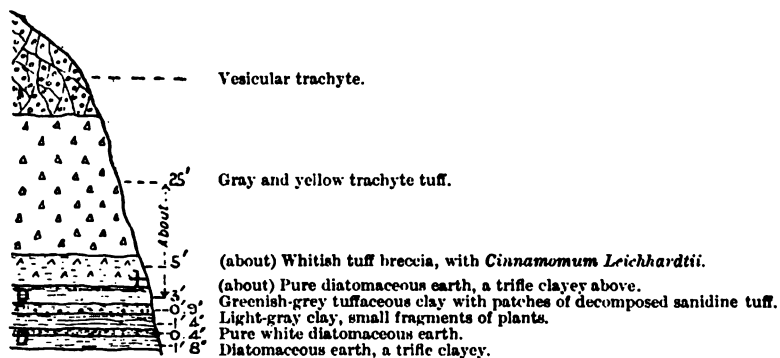 Vesicular trachyte.
25' Gray and yellow trachyte tuff.
About
5' (about) Whitish tuff breccia, with Cinnamomum Leichhardtii.
3' (about) Pure diatomaceous earth, a trifle clayey above.
0' 9" Greenish-grey tuffaceous clay with patches of decomposed sanidine tuff.
1' 4" Light-gray clay, small fragments of plants.
0' 4" Pure white diatomaceous earth.
1' 8" Diatomaceous earth, a trifle clayey.